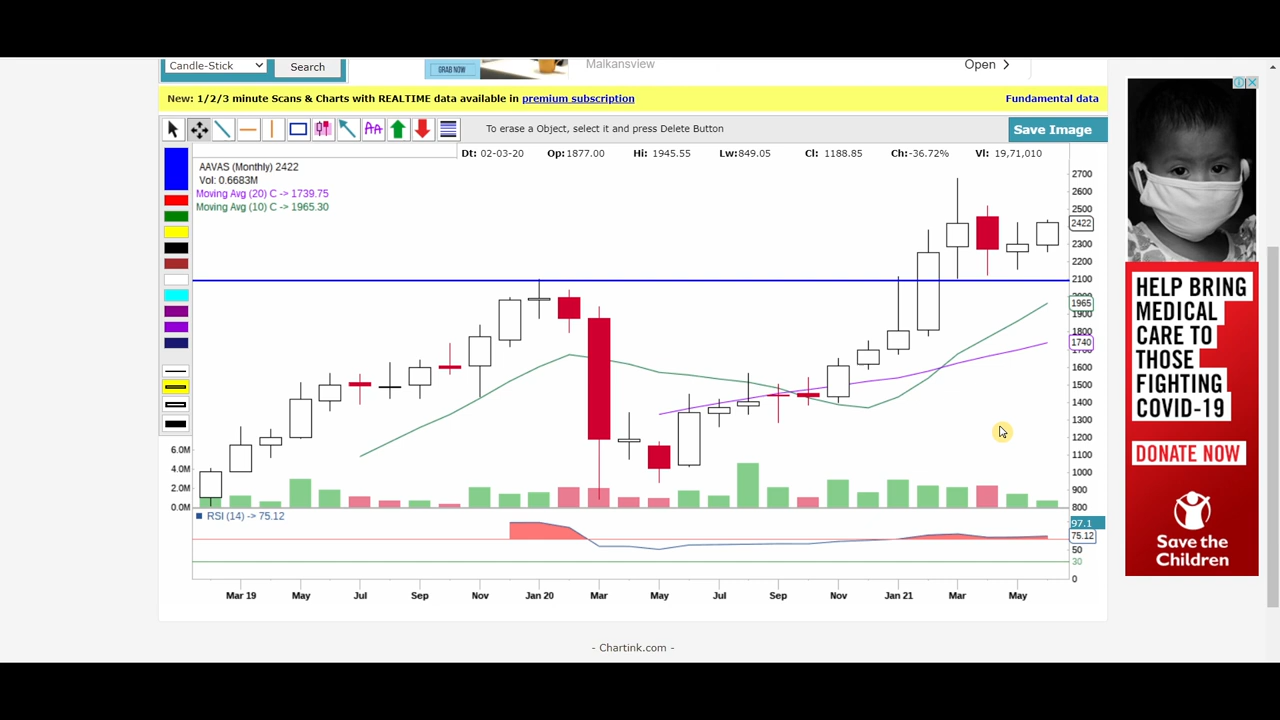 Candle-Stick
Search
GRAB NOW
Malkansview
Open
New: 1/2/3 minute Scans & Charts with REALTIME data available in premium subscription
Fundamental data
AA
To erase a Object, select it and press Delete Button
Save Image
Dt: 02-03-20 Op:1877.00 Hi: 1945.55 Lw:849.05 Cl: 1188.85 Ch:-36.72% Vl: 19,71,010
AAVAS (Monthly) 2422
Vol: 0.6683M
Moving Avg (20) C -> 1739.75
Moving Avg (10) C -> 1965.30
2700
2600
2500
2422
2300
2200
2100
1965
1900
1800
1740
1600
1500
1400
1300
1200
1100
1000
900
800
6.0M
4.0M
2.0M
0.0M
RSI (14) -> 75.12
97.1
75.12
50
30
0
Mar 19 May Jul Sep Nov Jan 20 Mar May Jul Sep Nov Jan 21 Mar May
- Chartink.com -
HELP BRING
MEDICAL
CARE TO
THOSE
FIGHTING
COVID-19
DONATE NOW
Save the
Children